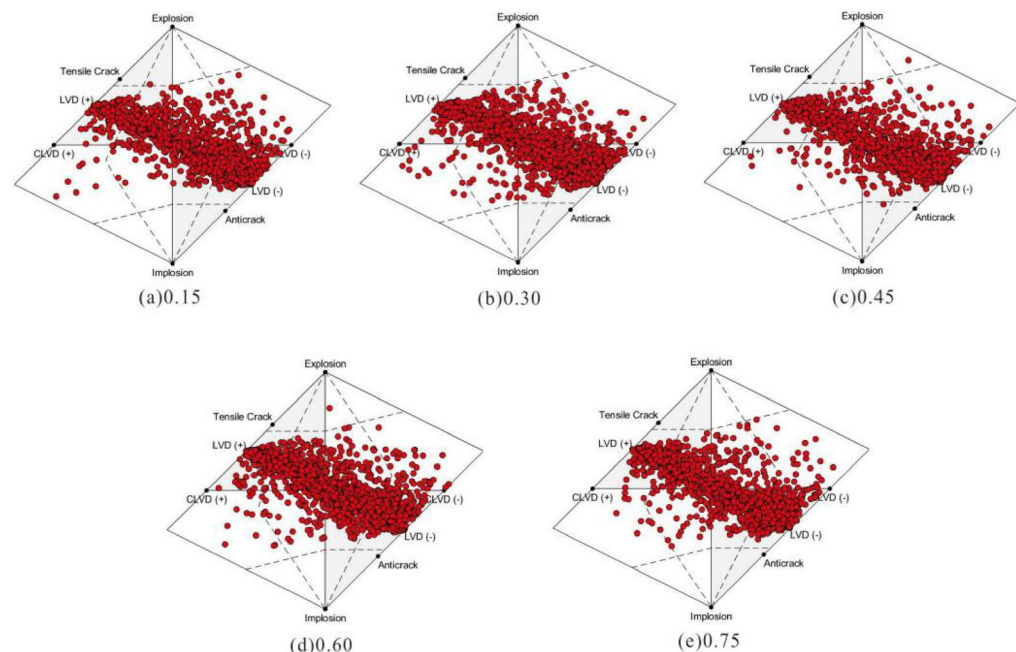 Explosion
Tensile Crack
LVD (+)
CLVD (+)
CLVD (-)
LVD (-)
Anticrack
Implosion
(a)0.15
Explosion
Tensile Crack
LVD (+)
CLVD (+)
CLVD (-)
LVD (-)
Anticrack
Implosion
(b)0.30
Explosion
Tensile Crack
LVD (+)
CLVD (+)
CLVD (-)
LVD (-)
Anticrack
Implosion
(c)0.45
Explosion
Tensile Crack
LVD (+)
CLVD (+)
CLVD (-)
LVD (-)
Anticrack
Implosion
(d)0.60
Explosion
Tensile Crack
LVD (+)
CLVD (+)
CLVD (-)
LVD (-)
Anticrack
Implosion
(e)0.75